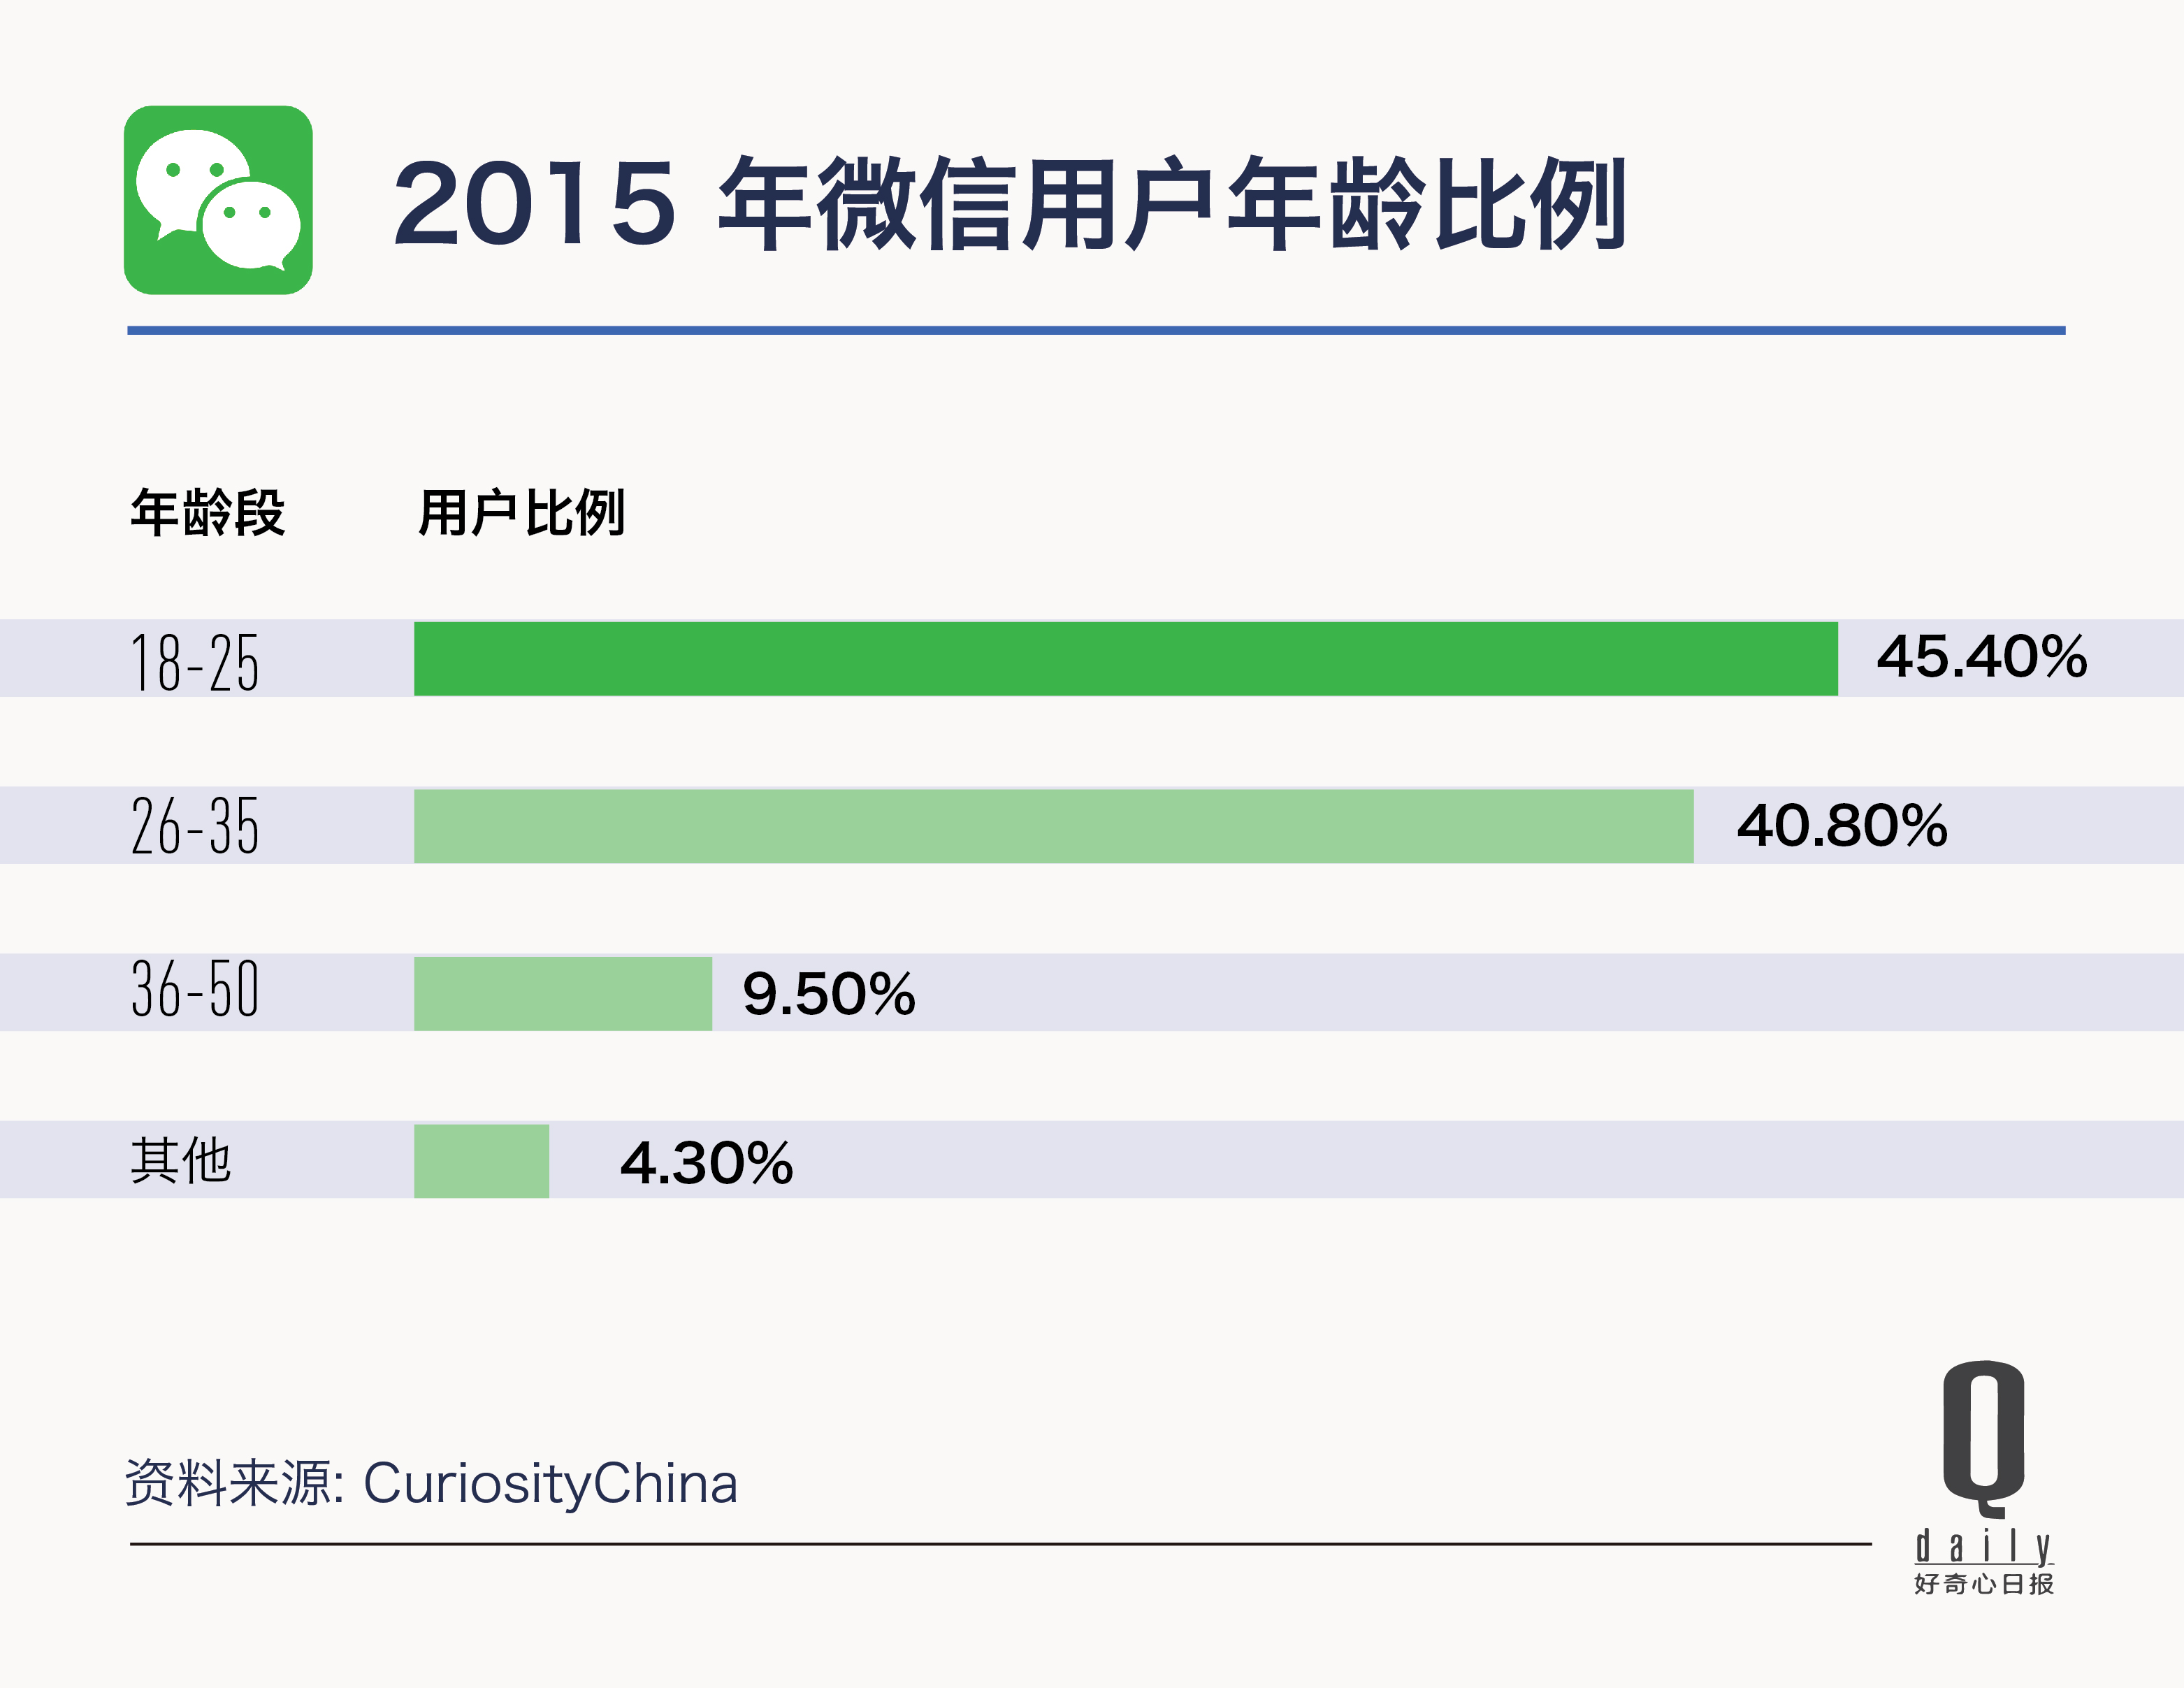 2015 年微信用户年龄比例
年龄段 用户比例
18-25 45.40%
26-35 40.80%
36-50 9.50%
其他 4.30%
资料来源: CuriosityChina
Q
daily
好奇心日报